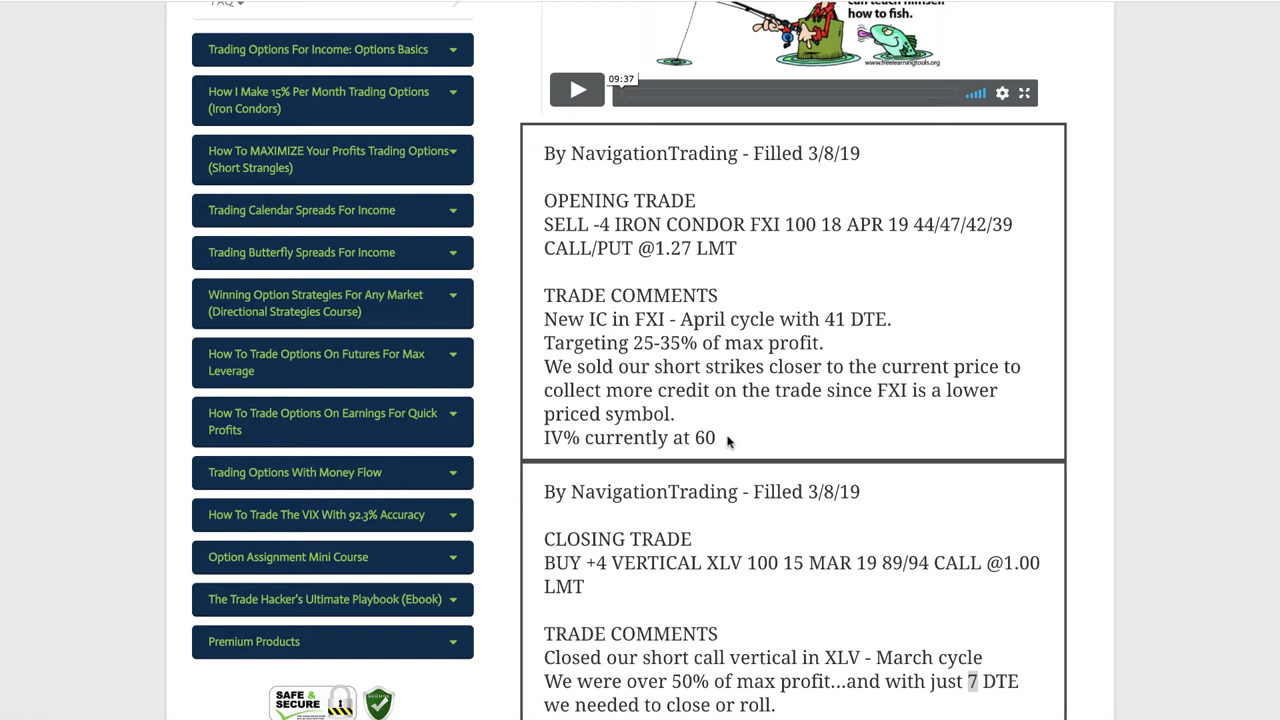 can teach himself
how to fish.
www.freelearningtools.org
09:37
Trading Options For Income: Options Basics
How I Make 15% Per Month Trading Options
(Iron Condors)
How To MAXIMIZE Your Profits Trading Options
(Short Strangles)
Trading Calendar Spreads For Income
Trading Butterfly Spreads For Income
Winning Option Strategies For Any Market
(Directional Strategies Course)
How To Trade Options On Futures For Max
Leverage
How To Trade Options On Earnings For Quick
Profits
Trading Options With Money Flow
How To Trade The VIX With 92.3% Accuracy
Option Assignment Mini Course
The Trade Hacker's Ultimate Playbook (Ebook)
Premium Products
SAFE &
SECURE
By NavigationTrading - Filled 3/8/19
OPENING TRADE
SELL -4 IRON CONDOR FXI 100 18 APR 19 44/47/42/39
CALL/PUT @1.27 LMT
TRADE COMMENTS
New IC in FXI - April cycle with 41 DTE.
Targeting 25-35% of max profit.
We sold our short strikes closer to the current price to
collect more credit on the trade since FXI is a lower
priced symbol.
IV% currently at 60
By NavigationTrading - Filled 3/8/19
CLOSING TRADE
BUY +4 VERTICAL XLV 100 15 MAR 19 89/94 CALL @1.00
LMT
TRADE COMMENTS
Closed our short call vertical in XLV - March cycle
We were over 50% of max profit...and with just 7 DTE
we needed to close or roll.